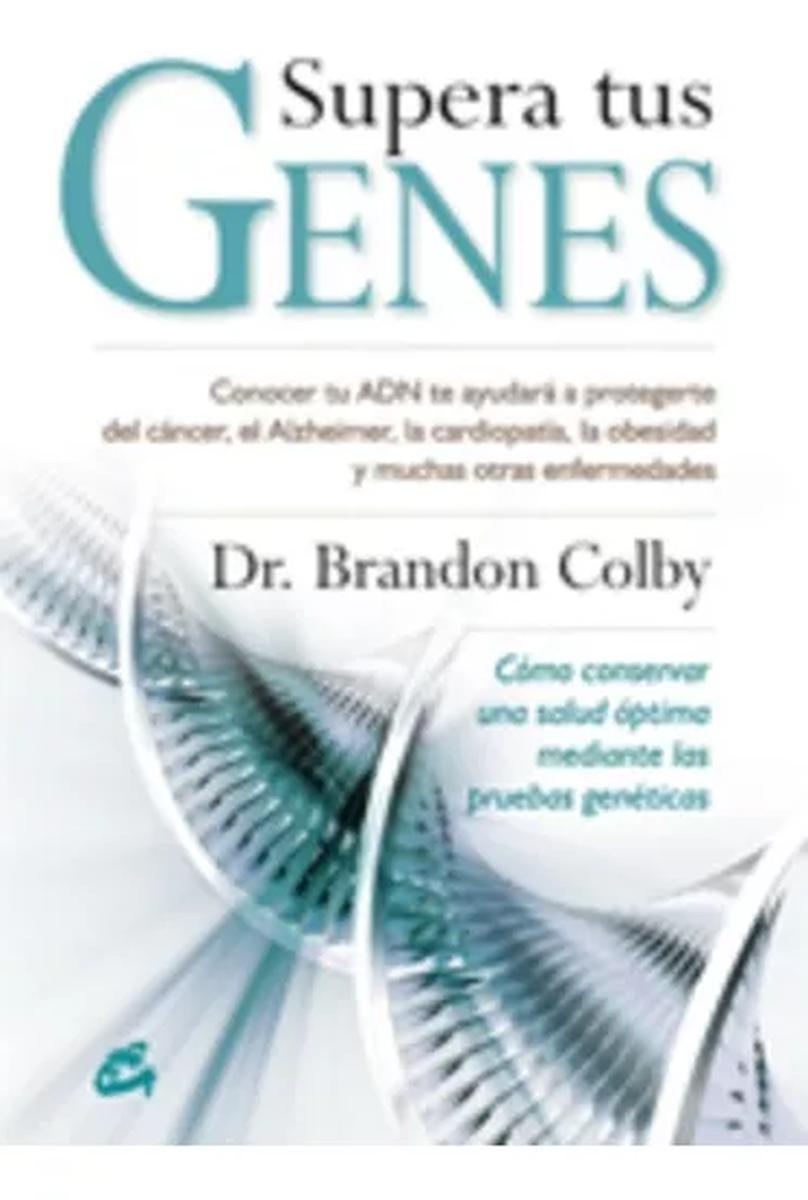 Supera tus
GENES
Conocer tu ADN te ayudará a protegerte
del cáncer, el Alzheimer, la cardiopatía, la obesidad
y muchas otras enfermedades
Dr. Brandon Colby
Cómo conservar
una salud óptima
mediante las
pruebas genéticas